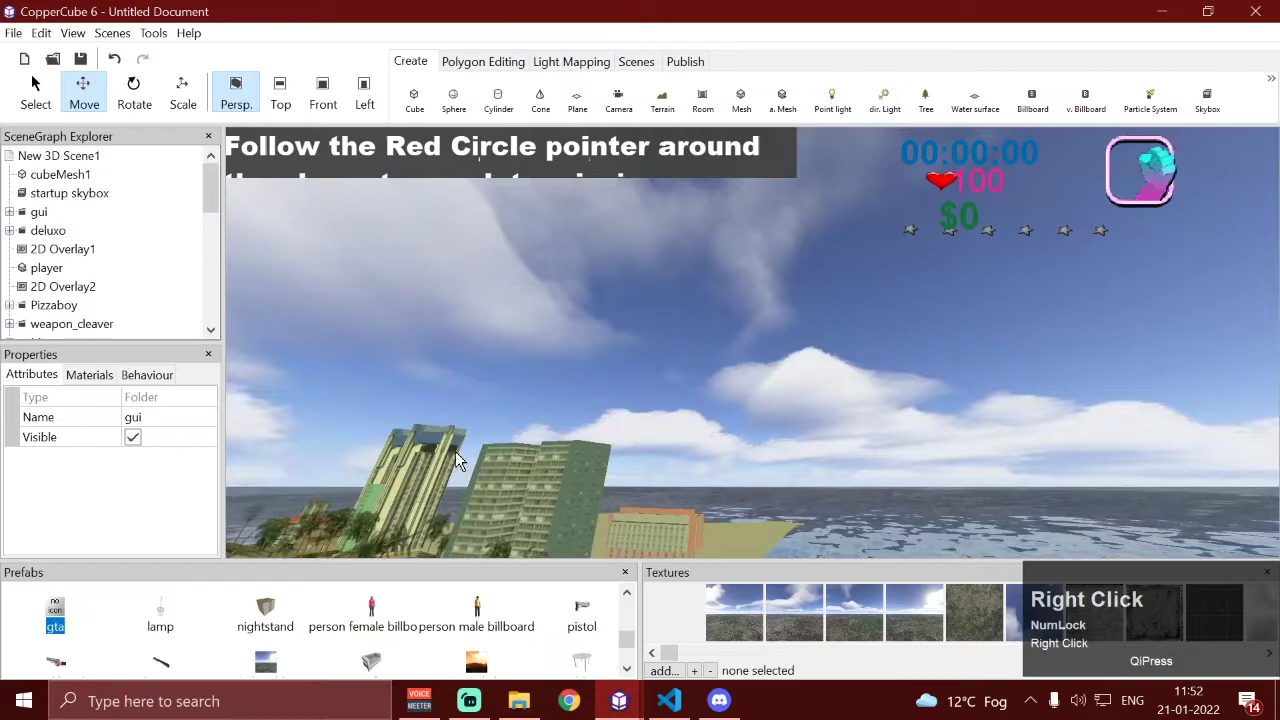 CopperCube 6 - Untitled Document
File Edit View Scenes Tools Help
Create Polygon Editing Light Mapping Scenes Publish
Select Move Rotate Scale Persp. Top Front Left
Cube Sphere Cylinder Cone Plane Camera Terrain Room Mesh a. Mesh Point light dir. Light Tree Water surface Billboard v. Billboard Particle System Skybox
SceneGraph Explorer
New 3D Scene1
cubeMesh1
startup skybox
gui
deluxo
2D Overlay1
player
2D Overlay2
Pizzaboy
weapon_cleaver
Follow the Red Circle pointer around
00:00:00
100
$0
Properties
Attributes Materials Behaviour
Type Folder
Name gui
Visible
Prefabs
no icon
gta
lamp
nightstand
person female billbo
person male billboard
pistol
Textures
add... + - none selected
Right Click
NumLock
Right Click
QiPress
Type here to search
VOICE MEETER
12°C Fog
ENG
11:52
21-01-2022
14